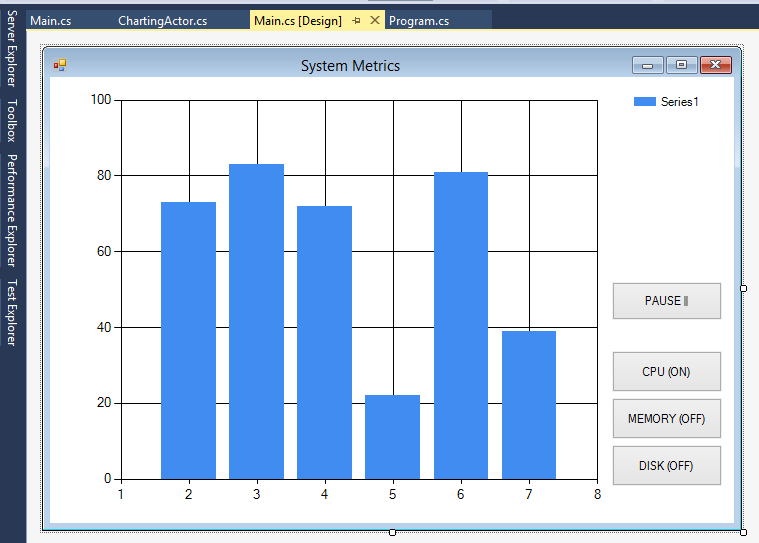 Main.cs ChartingActor.cs Main.cs [Design] Program.cs
Server Explorer
Toolbox
Performance Explorer
Test Explorer
System Metrics
100
80
60
40
20
0
1 2 3 4 5 6 7 8
Series1
PAUSE
CPU (ON)
MEMORY (OFF)
DISK (OFF)